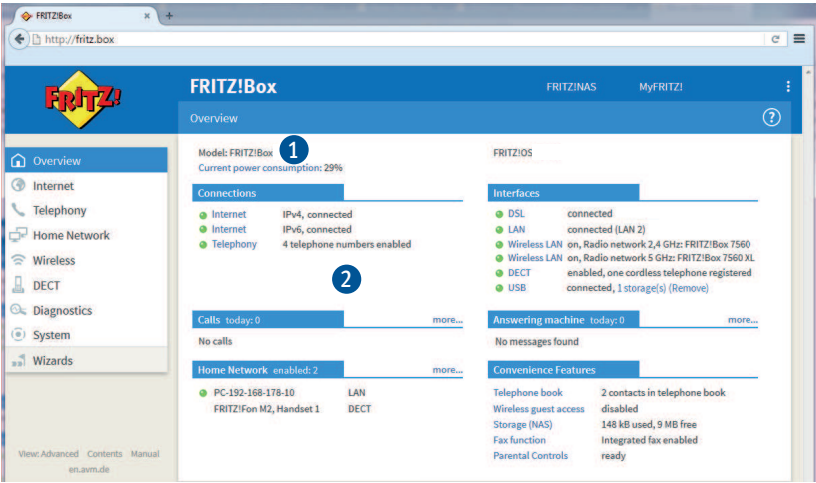 FRITZ!Box
http://fritz.box
FRITZ!
FRITZ!Box
FRITZ!NAS
MyFRITZ!
Overview
?
Overview
Internet
Telephony
Home Network
Wireless
DECT
Diagnostics
System
Wizards
View: Advanced Contents Manual
en.avm.de
Model: FRITZ!Box
1
FRITZ!OS
Current power consumption: 29%
Connections
Internet IPv4, connected
Internet IPv6, connected
Telephony 4 telephone numbers enabled
2
Interfaces
DSL connected
LAN connected (LAN 2)
Wireless LAN on, Radio network 2,4 GHz: FRITZ!Box 7560
Wireless LAN on, Radio network 5 GHz: FRITZ!Box 7560 XL
DECT enabled, one cordless telephone registered
USB connected, 1 storage(s) (Remove)
Calls today: 0 more...
No calls
Answering machine today: 0 more...
No messages found
Home Network enabled: 2 more...
PC-192-168-178-10 LAN
FRITZ!Fon M2, Handset 1 DECT
Convenience Features
Telephone book 2 contacts in telephone book
Wireless guest access disabled
Storage (NAS) 148 kB used, 9 MB free
Fax function Integrated fax enabled
Parental Controls ready